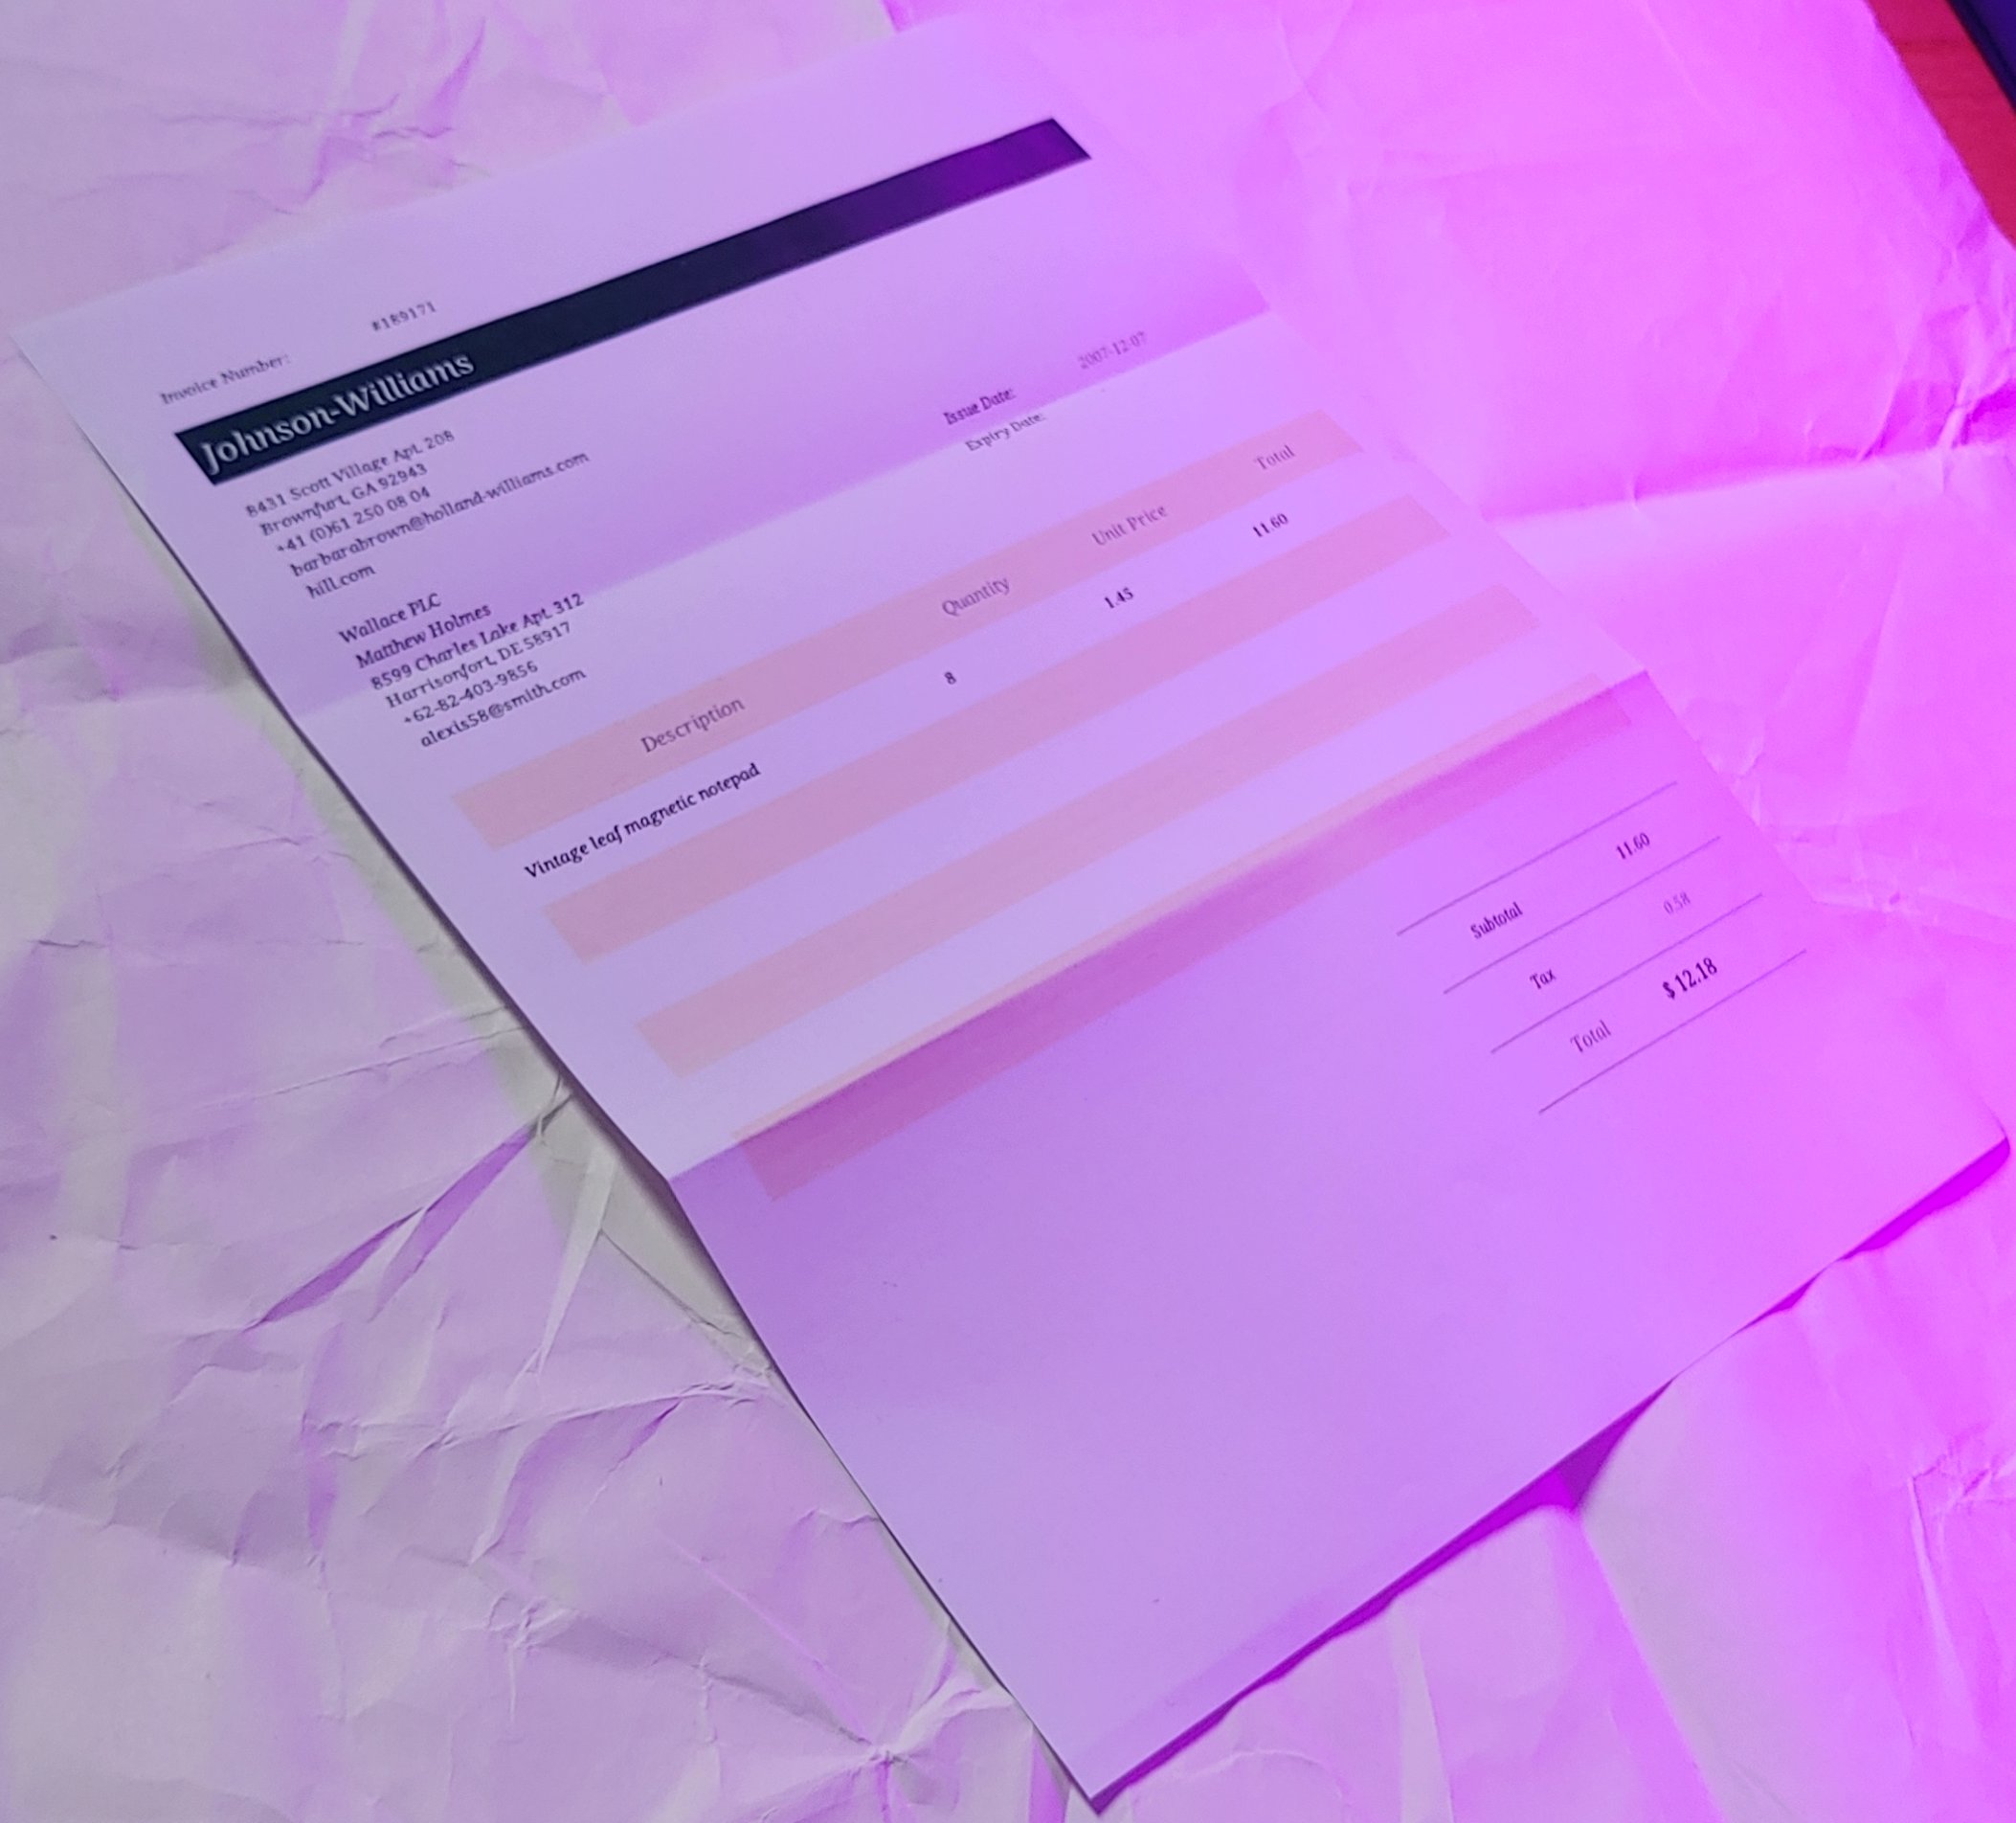 Invoice Number: #189171
Johnson-Williams
8431 Scott Village Apt. 208
Brownfurt, GA 92943
+41 (0)61 250 08 04
barbarabrown@holland-williams.com
hill.com
Issue Date: 2007-12-07
Expiry Date:
Wallace PLC
Matthew Holmes
8599 Charles Lake Apt. 312
Harrisonfort, DE 58917
+62-82-403-9856
alexis58@smith.com
Description Quantity Unit Price Total
Vintage leaf magnetic notepad 8 1.45 11.60
Subtotal 11.60
Tax 0.58
Total $ 12.18